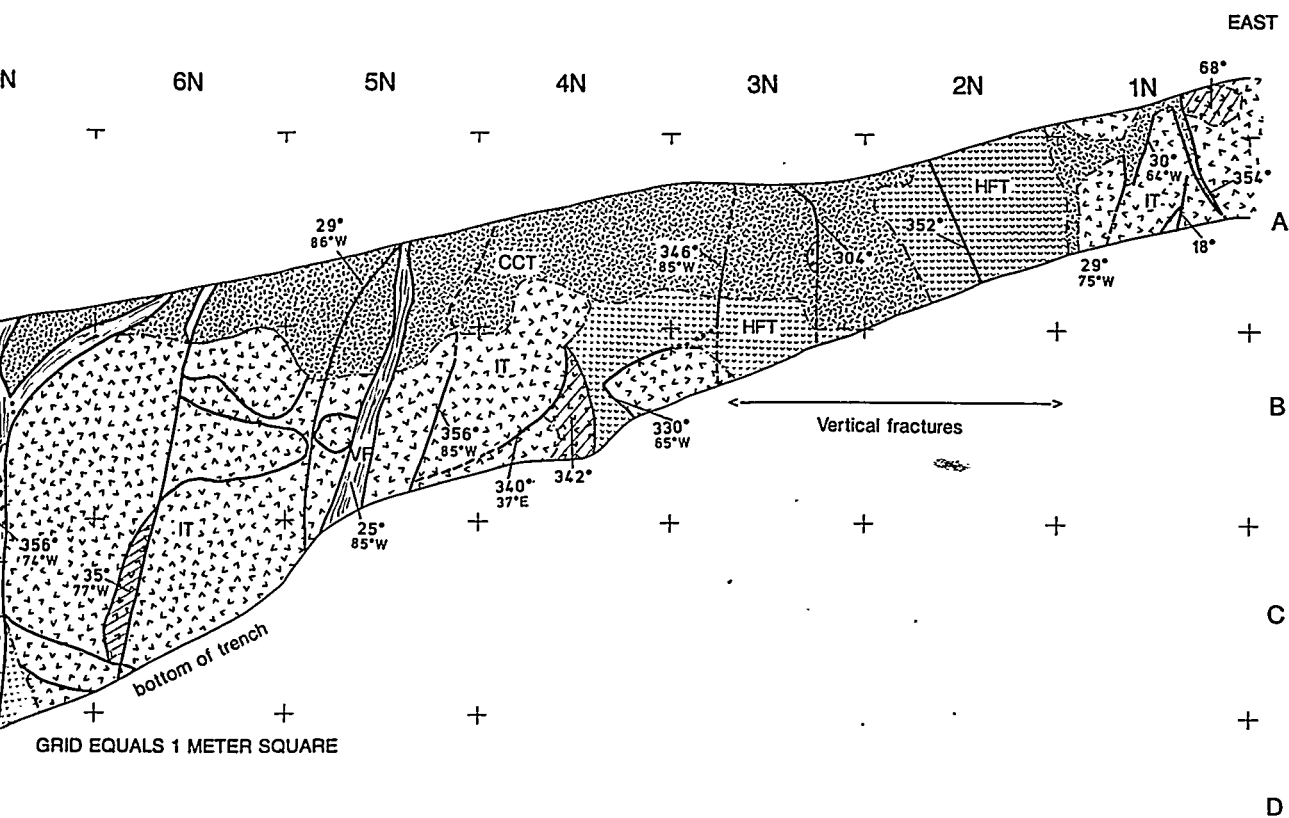 EAST
N 6N 5N 4N 3N 2N 1N
68°
HFT
30°
64°W
IT
354°
A
29°
86°W
352°
346°
85°W
304°
18°
CCT
29°
75°W
HFT
IT
B
Vertical fractures
330°
65°W
356°
85°W
VF
342°
340°
37°E
IT
25°
85°W
356°
74°W
35°
77°W
C
bottom of trench
GRID EQUALS 1 METER SQUARE
D